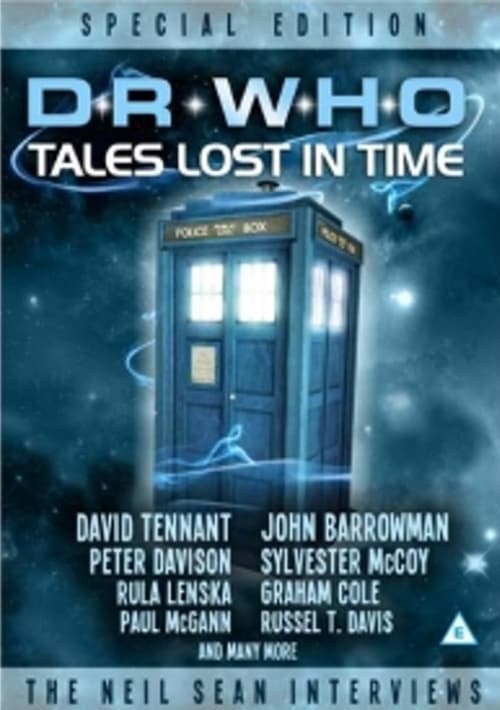 SPECIAL EDITION
DR WHO
TALES LOST IN TIME
POLICE BOX
DAVID TENNANT JOHN BARROWMAN
PETER DAVISON SYLVESTER McCOY
RULA LENSKA GRAHAM COLE
PAUL McGANN RUSSEL T. DAVIS
AND MANY MORE
E
THE NEIL SEAN INTERVIEWS